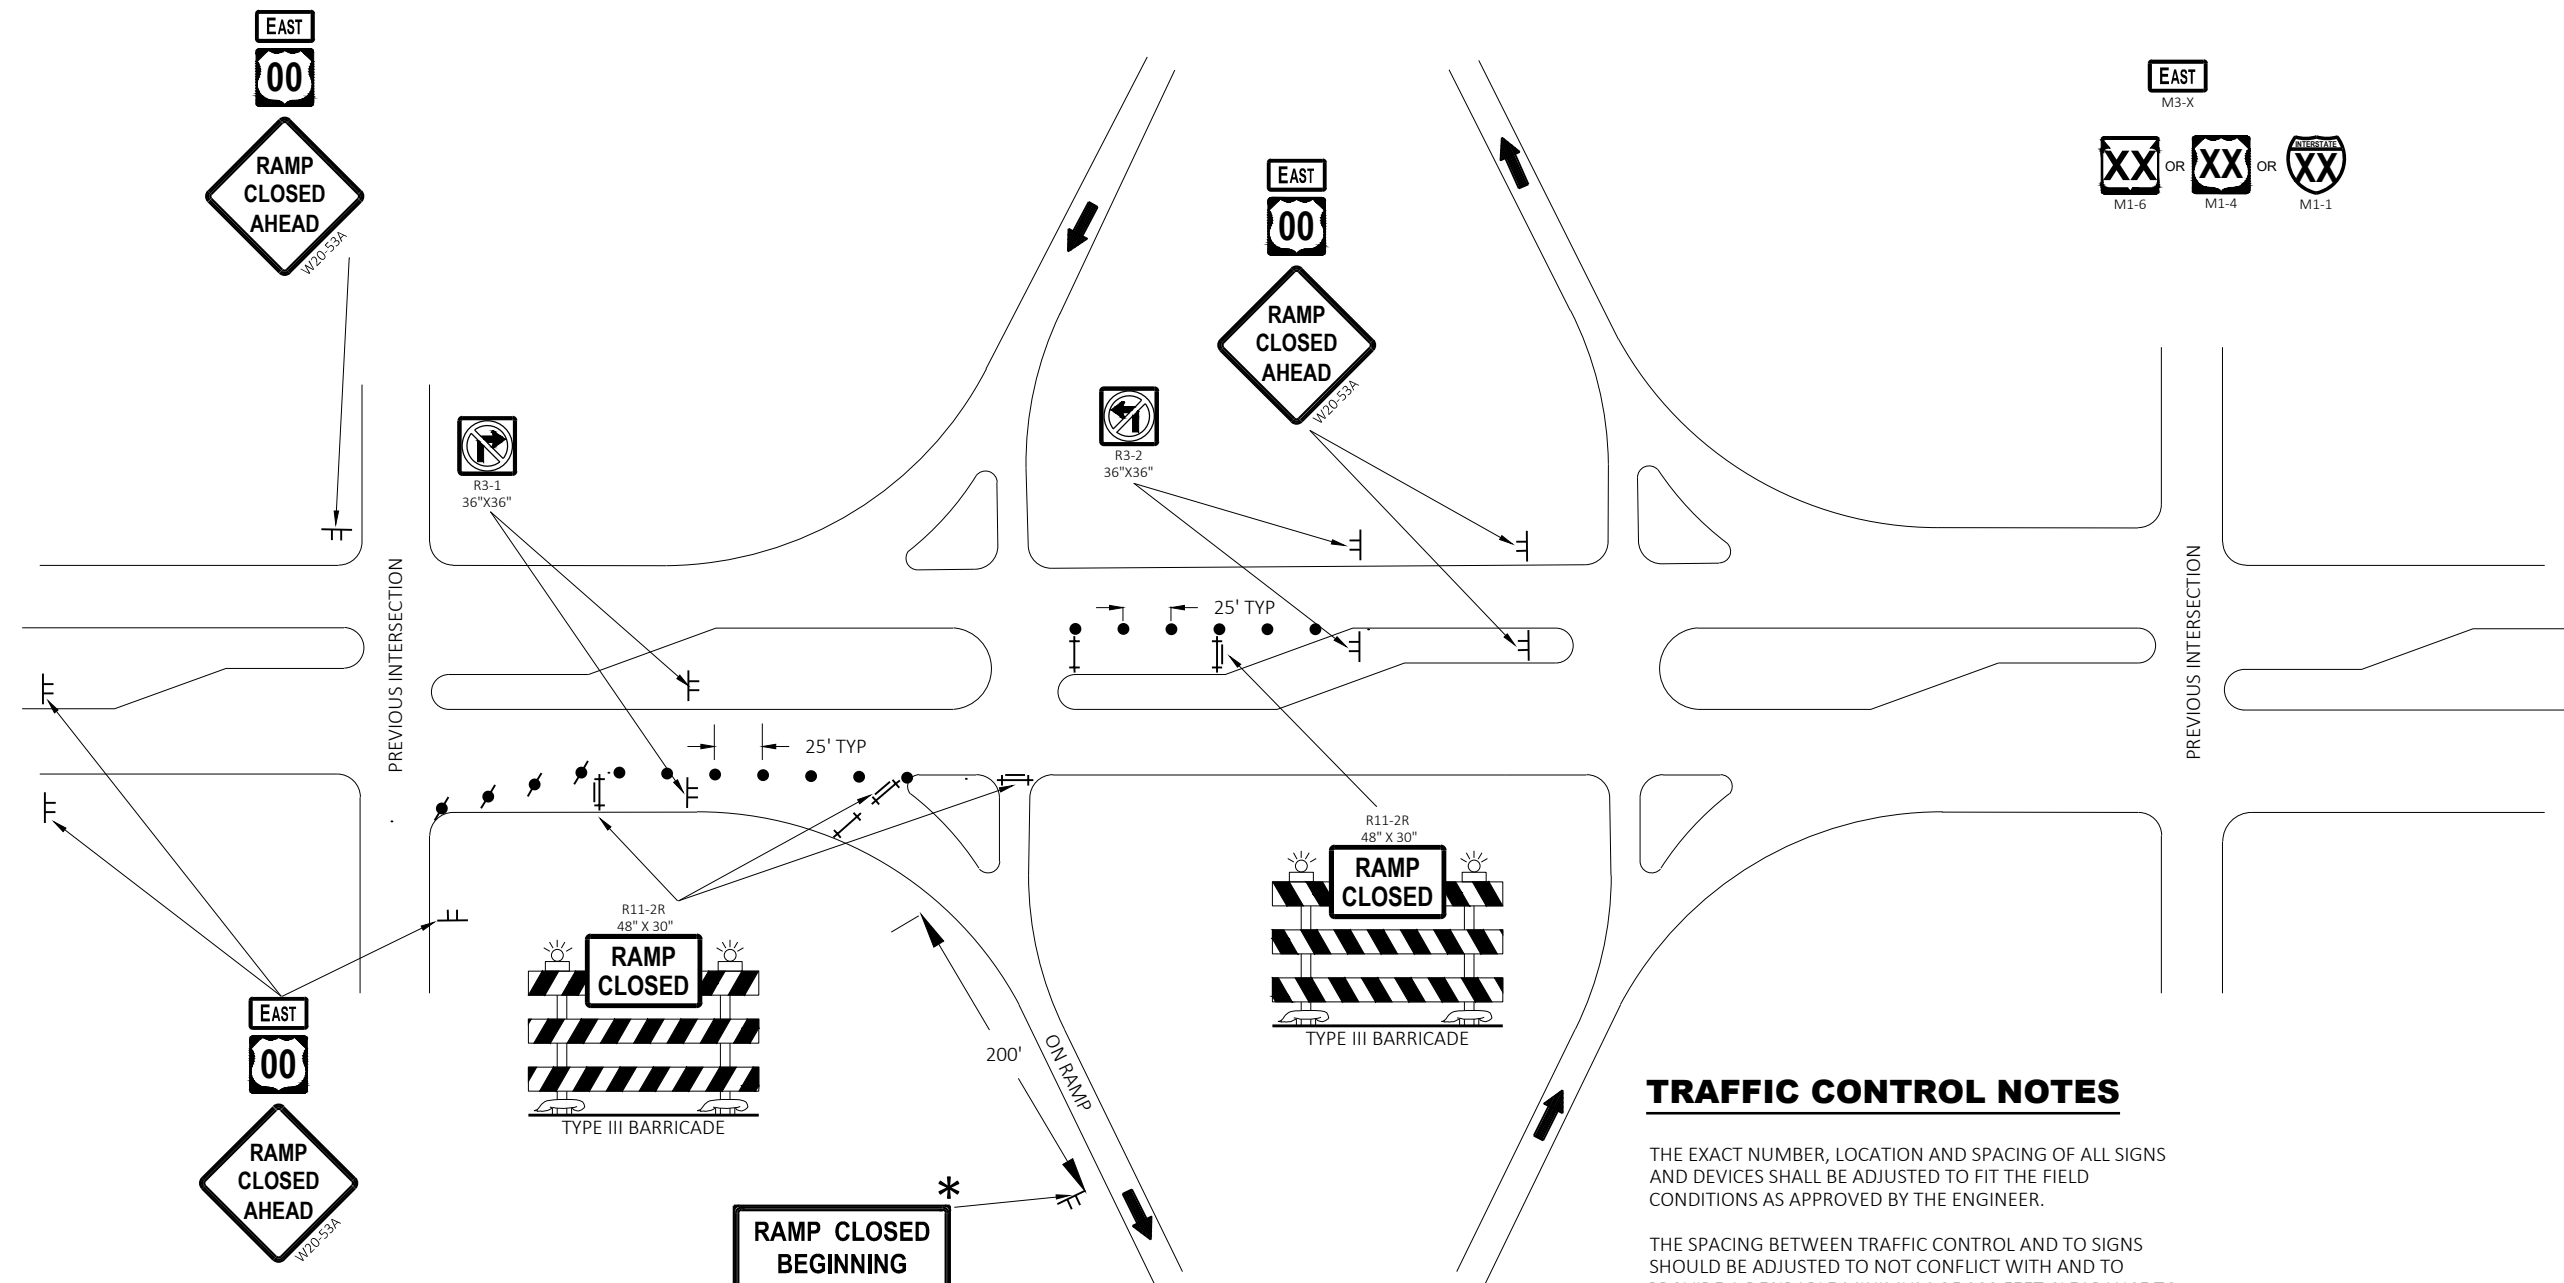 EAST
00
RAMP
CLOSED
AHEAD
W20-53A
EAST
00
RAMP
CLOSED
AHEAD
W20-53A
EAST
M3-X
XX OR XX OR INTERSTATE XX
M1-6 M1-4 M1-1
R3-1
36"X36"
R3-2
36"X36"
PREVIOUS INTERSECTION
25' TYP
25' TYP
PREVIOUS INTERSECTION
R11-2R
48" X 30"
RAMP
CLOSED
TYPE III BARRICADE
R11-2R
48" X 30"
RAMP
CLOSED
TYPE III BARRICADE
EAST
00
RAMP
CLOSED
AHEAD
W20-53A
200'
ON RAMP
*
RAMP CLOSED
BEGINNING
TRAFFIC CONTROL NOTES
THE EXACT NUMBER, LOCATION AND SPACING OF ALL SIGNS
AND DEVICES SHALL BE ADJUSTED TO FIT THE FIELD
CONDITIONS AS APPROVED BY THE ENGINEER.
THE SPACING BETWEEN TRAFFIC CONTROL AND TO SIGNS
SHOULD BE ADJUSTED TO NOT CONFLICT WITH AND TO